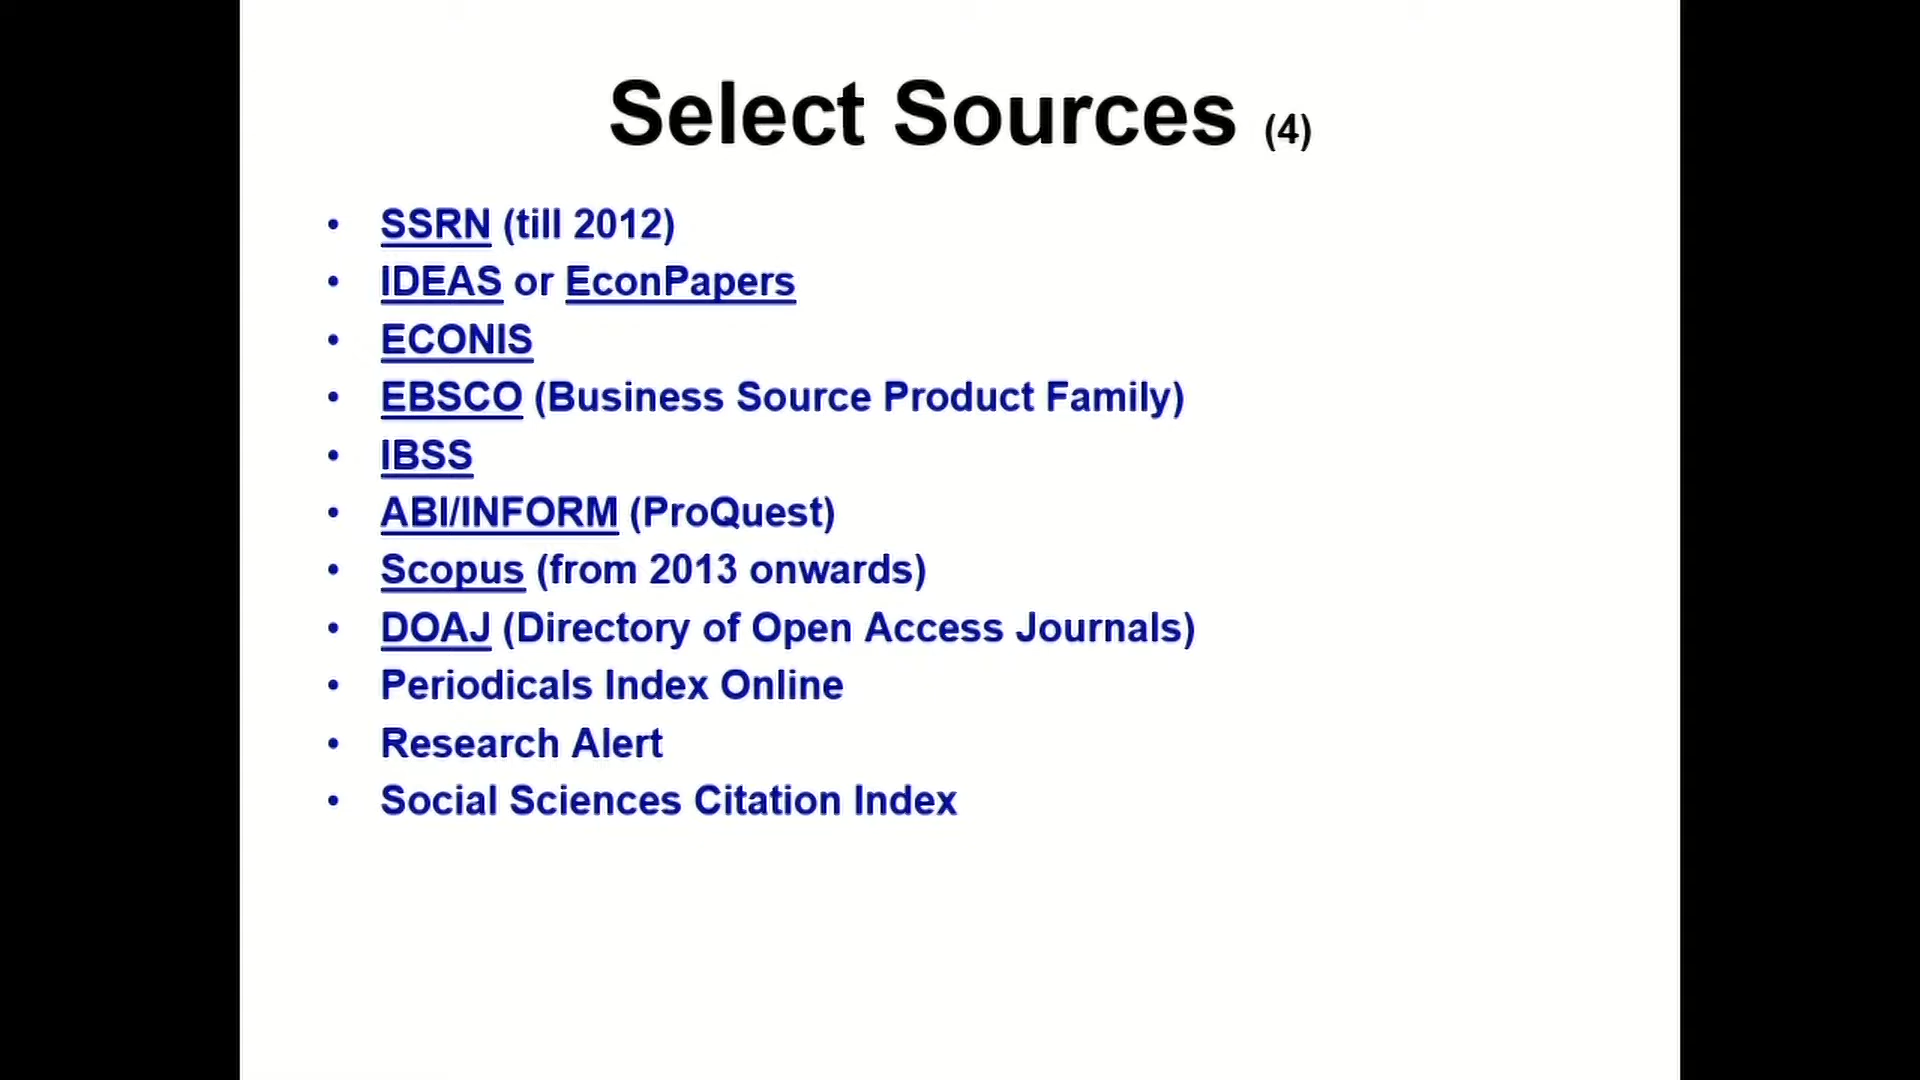 Select Sources (4)
• SSRN (till 2012)
• IDEAS or EconPapers
• ECONIS
• EBSCO (Business Source Product Family)
• IBSS
• ABI/INFORM (ProQuest)
• Scopus (from 2013 onwards)
• DOAJ (Directory of Open Access Journals)
• Periodicals Index Online
• Research Alert
• Social Sciences Citation Index